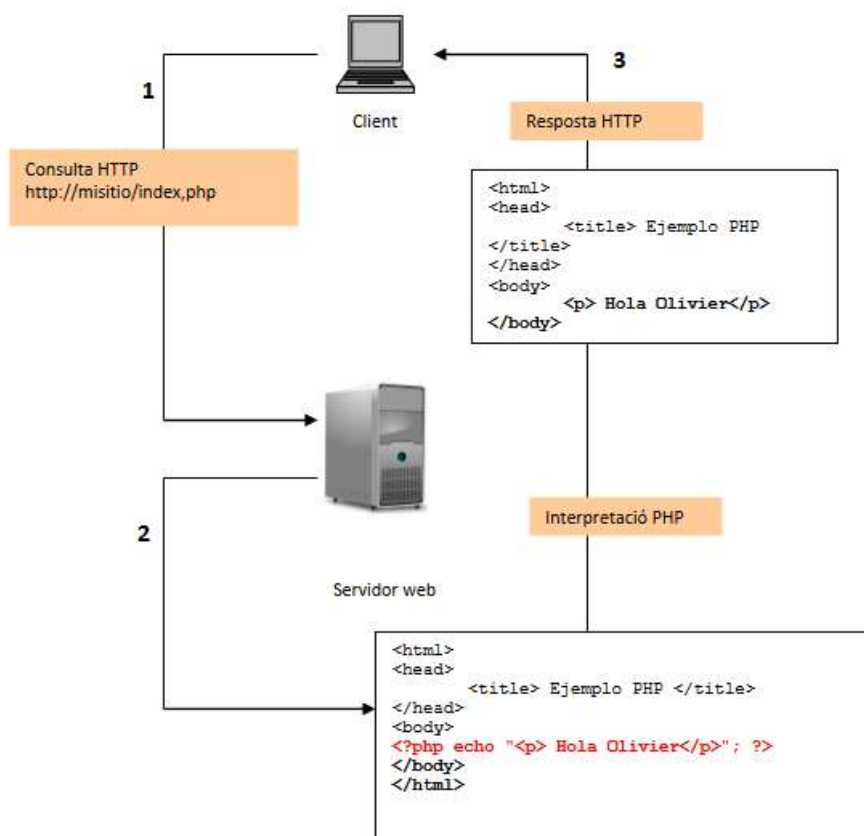 1
3
Client
Resposta HTTP
Consulta HTTP
http://misitio/index,php
<html>
<head>
<title> Ejemplo PHP
</title>
</head>
<body>
<p> Hola Olivier</p>
</body>
2
Interpretació PHP
Servidor web
<html>
<head>
<title> Ejemplo PHP </title>
</head>
<body>
<?php echo "<p> Hola Olivier</p>"; ?>
</body>
</html>